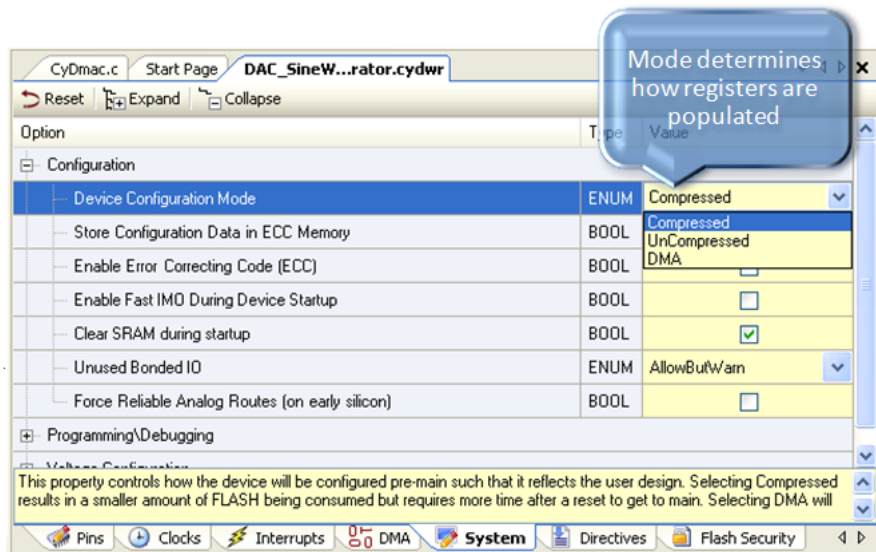 Mode determines
how registers are
populated
CyDmac.c Start Page DAC_SineW...rator.cydwr
Reset Expand Collapse
Option Type Value
Configuration
Device Configuration Mode ENUM Compressed
Compressed
UnCompressed
DMA
Store Configuration Data in ECC Memory BOOL
Enable Error Correcting Code (ECC) BOOL
Enable Fast IMO During Device Startup BOOL
Clear SRAM during startup BOOL
Unused Bonded IO ENUM AllowButWarn
Force Reliable Analog Routes (on early silicon) BOOL
Programming\Debugging
Voltage Configuration
This property controls how the device will be configured pre-main such that it reflects the user design. Selecting Compressed
results in a smaller amount of FLASH being consumed but requires more time after a reset to get to main. Selecting DMA will
Pins Clocks Interrupts DMA System Directives Flash Security